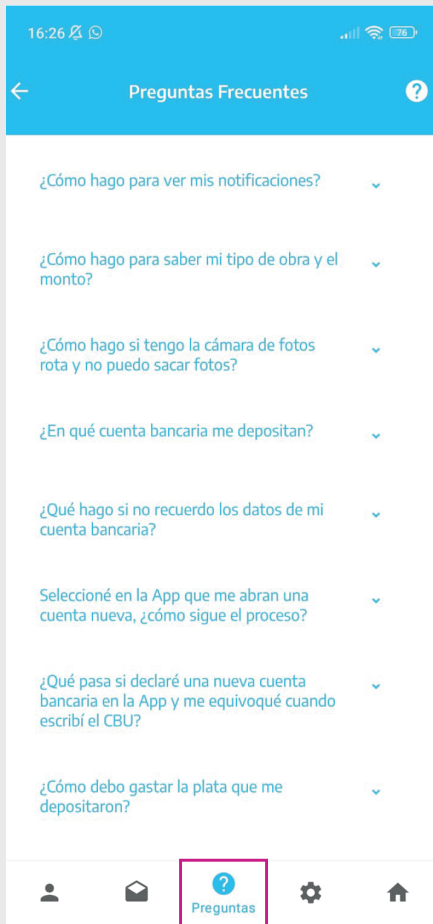 16:26
76
Preguntas Frecuentes
?
¿Cómo hago para ver mis notificaciones?
¿Cómo hago para saber mi tipo de obra y el
monto?
¿Cómo hago si tengo la cámara de fotos
rota y no puedo sacar fotos?
¿En qué cuenta bancaria me depositan?
¿Qué hago si no recuerdo los datos de mi
cuenta bancaria?
Seleccioné en la App que me abran una
cuenta nueva, ¿cómo sigue el proceso?
¿Qué pasa si declaré una nueva cuenta
bancaria en la App y me equivoqué cuando
escribí el CBU?
¿Cómo debo gastar la plata que me
depositaron?
?
Preguntas